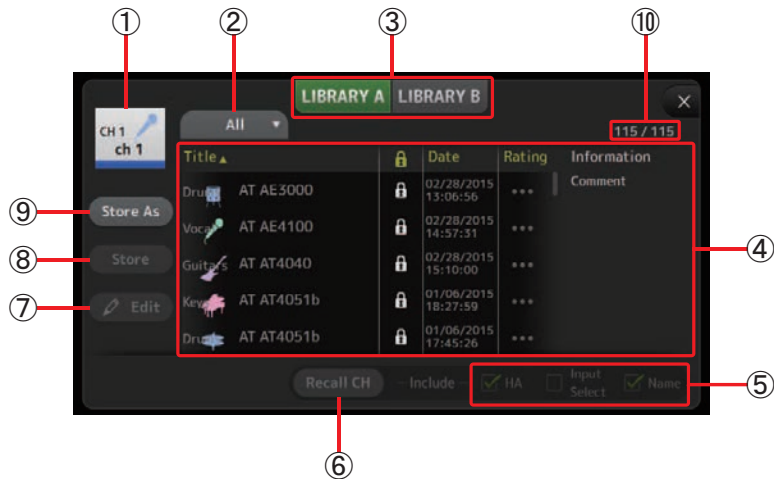 ① ② ③ ⑩
LIBRARY A LIBRARY B
CH 1
ch 1
All
115 / 115
Title Date Rating Information
Drums AT AE3000 02/28/2015 13:06:56 Comment
Vocal AT AE4100 02/28/2015 14:57:31
Guitars AT AT4040 02/28/2015 15:10:00
AT AT4051b 01/06/2015 18:27:59
AT AT4051b 01/06/2015 17:45:26
⑨ Store As
⑧ Store
⑦ Edit
④
Recall CH Include HA Input Select Name
⑤
⑥